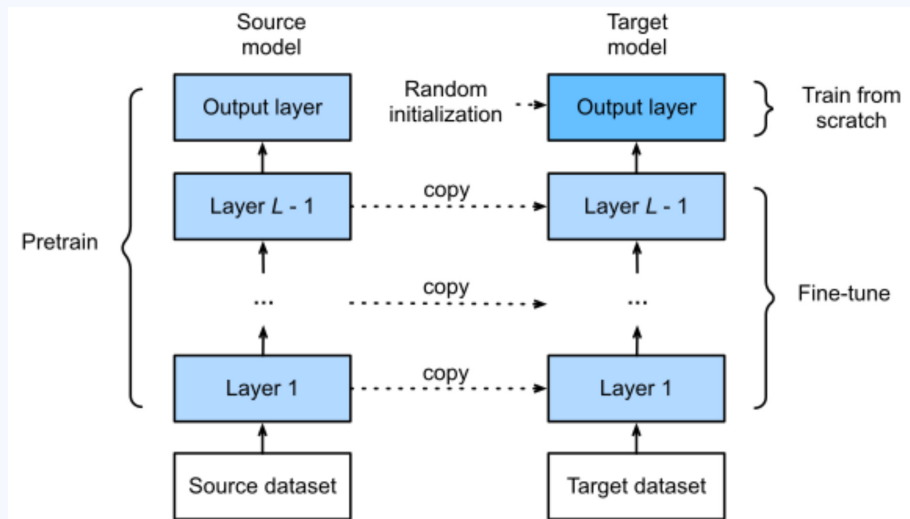 Source
model
Target
model
Output layer
Random
initialization
Output layer
Train from
scratch
Layer L - 1
copy
Layer L - 1
Pretrain
...
copy
...
Fine-tune
Layer 1
copy
Layer 1
Source dataset
Target dataset